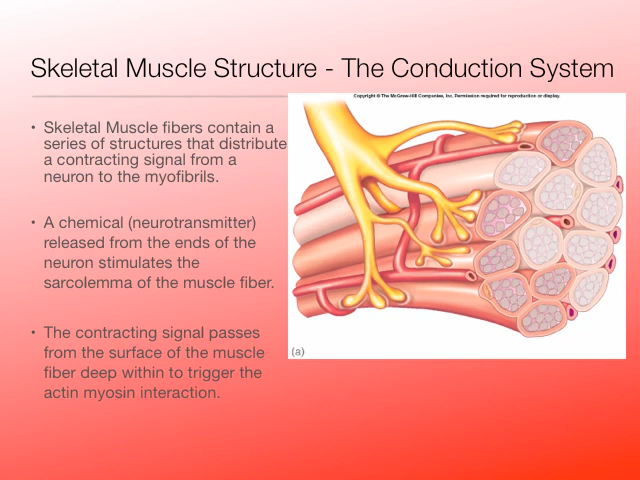 Skeletal Muscle Structure - The Conduction System
Copyright © The McGraw-Hill Companies, Inc. Permission required for reproduction or display.
• Skeletal Muscle fibers contain a
series of structures that distribute
a contracting signal from a
neuron to the myofibrils.
• A chemical (neurotransmitter)
released from the ends of the
neuron stimulates the
sarcolemma of the muscle fiber.
• The contracting signal passes
from the surface of the muscle
fiber deep within to trigger the
actin myosin interaction.
(a)